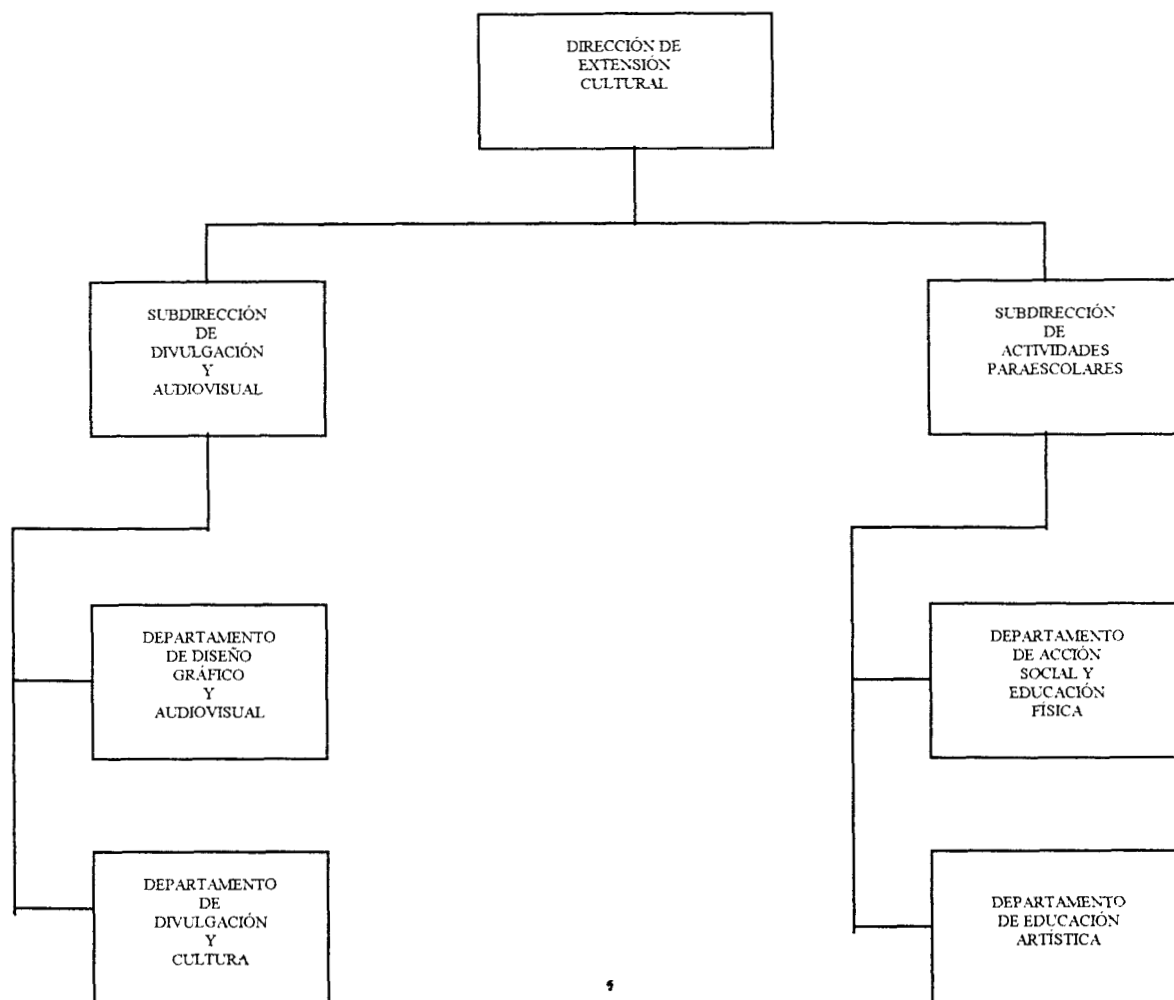 DIRECCIÓN DE
EXTENSIÓN
CULTURAL
SUBDIRECCIÓN
DE
DIVULGACIÓN
Y
AUDIOVISUAL
SUBDIRECCIÓN
DE
ACTIVIDADES
PARAESCOLARES
DEPARTAMENTO
DE DISEÑO
GRÁFICO
Y
AUDIOVISUAL
DEPARTAMENTO
DE ACCIÓN
SOCIAL Y
EDUCACIÓN
FÍSICA
DEPARTAMENTO
DE
DIVULGACIÓN
Y
CULTURA
DEPARTAMENTO
DE EDUCACIÓN
ARTÍSTICA